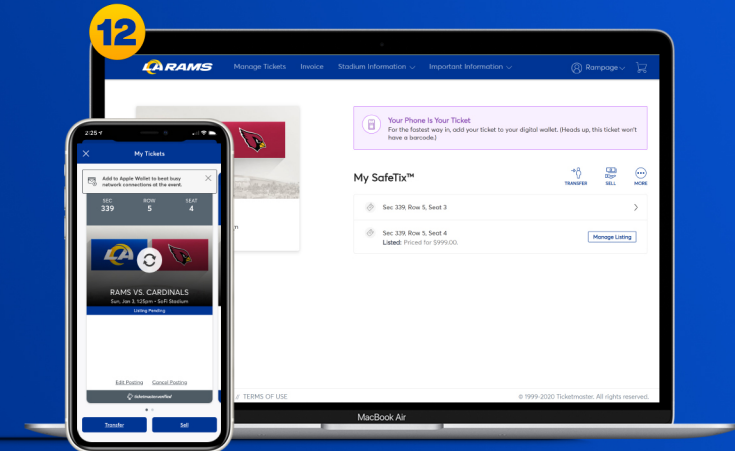 12
LA RAMS
Manage Tickets Invoice Stadium Information Important Information Rampage
Your Phone Is Your Ticket
For the fastest way in, add your ticket to your digital wallet. (Heads up, this ticket won't
have a barcode.)
My SafeTix™
TRANSFER SELL MORE
Sec 339, Row 5, Seat 3
Sec 339, Row 5, Seat 4
Listed: Priced for $999.00.
Manage Listing
// TERMS OF USE
© 1999-2020 Ticketmaster. All rights reserved.
MacBook Air
2:25
My Tickets
Add to Apple Wallet to beat busy
network connections at the event.
SEC ROW SEAT
339 5 4
LA
RAMS VS. CARDINALS
Sun, Jan 3, 1:25pm • SoFi Stadium
Listing Pending
Edit Posting Cancel Posting
ticketmaster verified
Transfer Sell